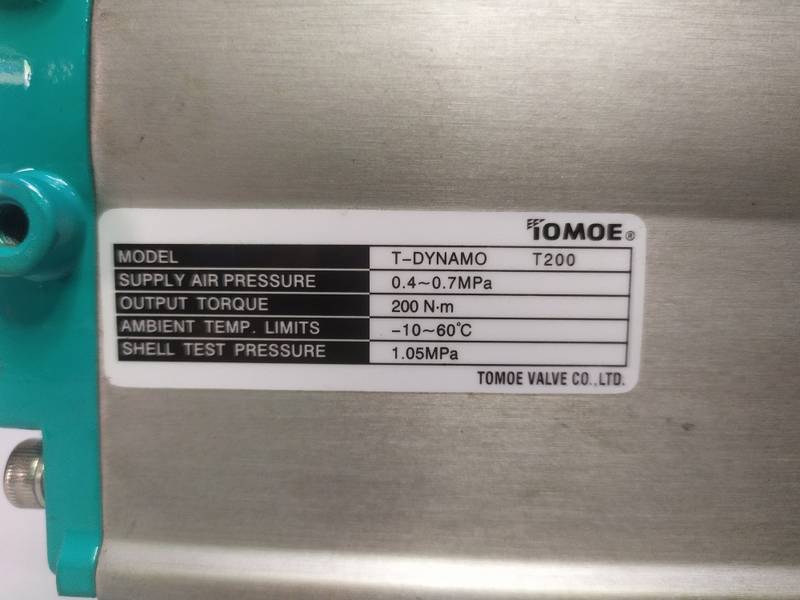 TOMOE®
MODEL T-DYNAMO T200
SUPPLY AIR PRESSURE 0.4~0.7MPa
OUTPUT TORQUE 200 N·m
AMBIENT TEMP. LIMITS -10~60℃
SHELL TEST PRESSURE 1.05MPa
TOMOE VALVE CO.,LTD.